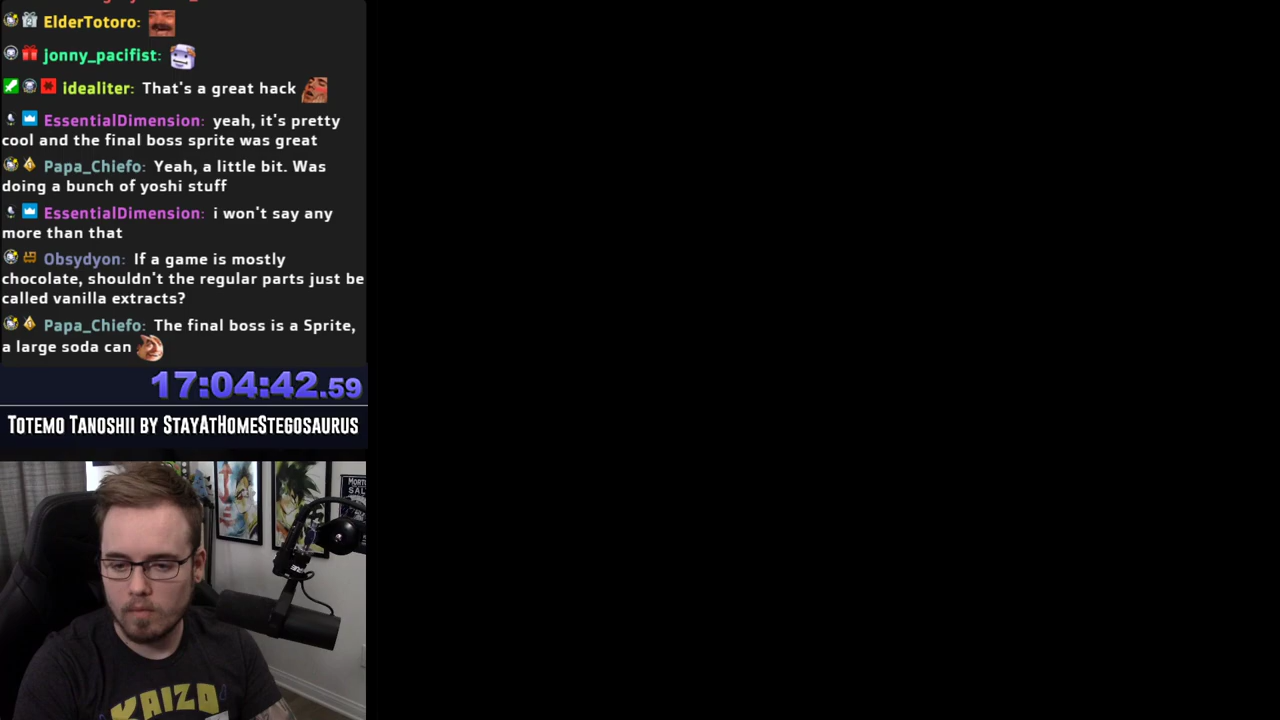 ElderTotoro:
jonny_pacifist:
idealiter: That's a great hack
EssentialDimension: yeah, it's pretty
cool and the final boss sprite was great
Papa_Chiefo: Yeah, a little bit. Was
doing a bunch of yoshi stuff
EssentialDimension: i won't say any
more than that
Obsydyon: If a game is mostly
chocolate, shouldn't the regular parts just be
called vanilla extracts?
Papa_Chiefo: The final boss is a Sprite,
a large soda can
17:04:42.59
Totemo Tanoshii by StayAtHomeStegosaurus
Morton
SAL
KAIZO